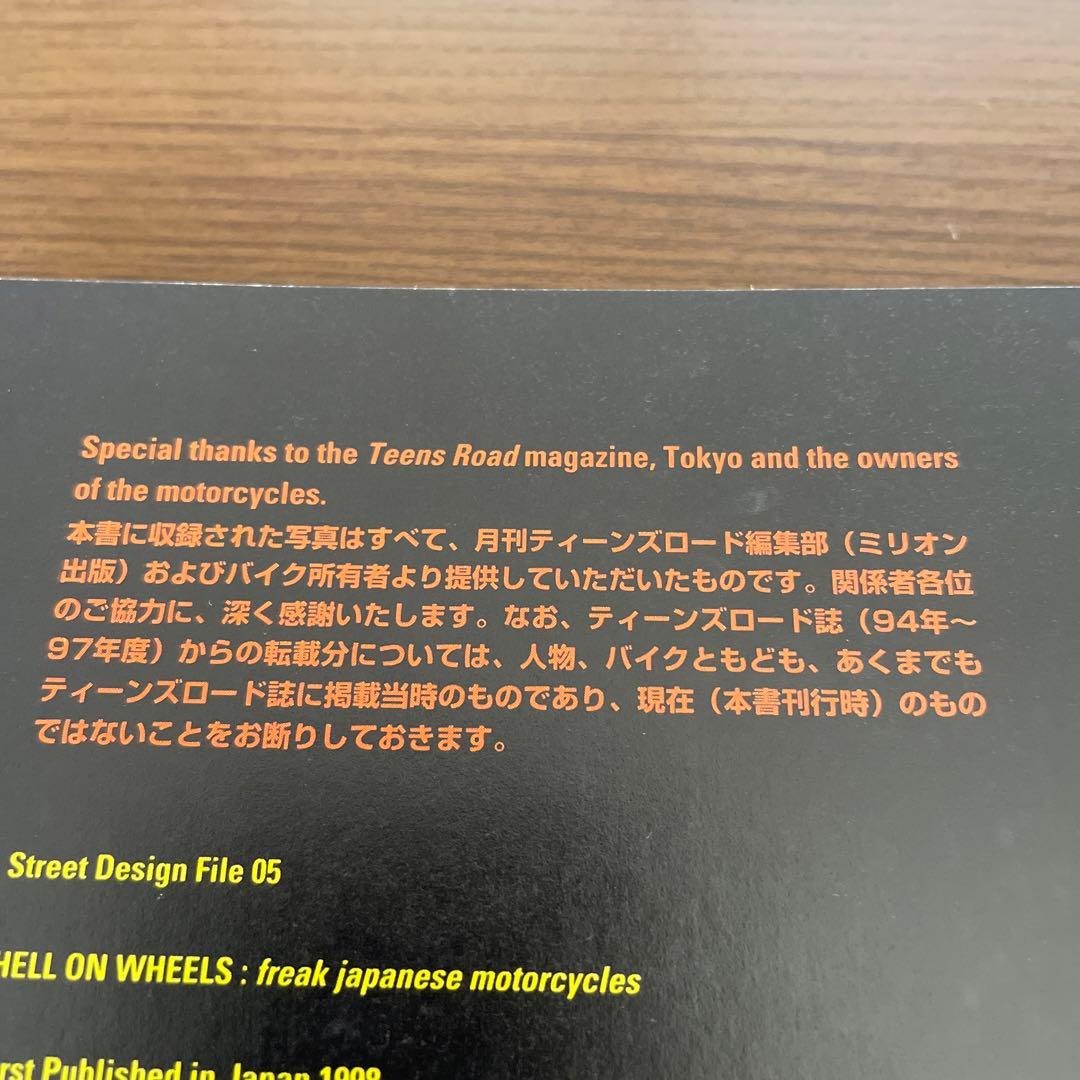 Special thanks to the Teens Road magazine, Tokyo and the owners
of the motorcycles.
本書に収録された写真はすべて、月刊ティーンズロード編集部（ミリオン
出版）およびバイク所有者より提供していただいたものです。関係者各位
のご協力に、深く感謝いたします。なお、ティーンズロード誌（94年〜
97年度）からの転載分については、人物、バイクともども、あくまでも
ティーンズロード誌に掲載当時のものであり、現在（本書刊行時）のもの
ではないことをお断りしておきます。
Street Design File 05
HELL ON WHEELS : freak japanese motorcycles
rst Published in Japan 1998